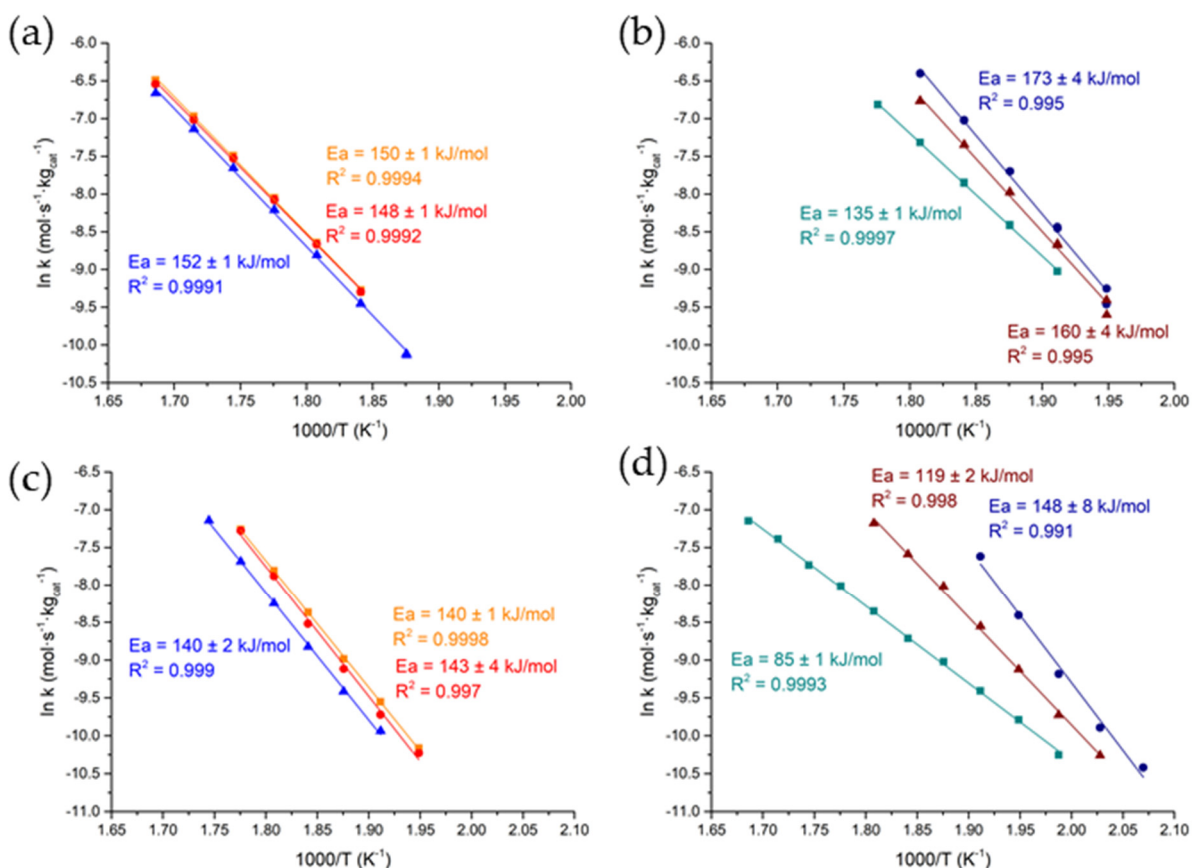 (a)
-6.0
-6.5
-7.0
-7.5
-8.0
-8.5
-9.0
-9.5
-10.0
-10.5
ln k (mol·s⁻¹·kg_cat⁻¹)
Ea = 150 ± 1 kJ/mol
R² = 0.9994
Ea = 148 ± 1 kJ/mol
R² = 0.9992
Ea = 152 ± 1 kJ/mol
R² = 0.9991
1.65 1.70 1.75 1.80 1.85 1.90 1.95 2.00
1000/T (K⁻¹)
(b)
-6.0
-6.5
-7.0
-7.5
-8.0
-8.5
-9.0
-9.5
-10.0
-10.5
ln k (mol·s⁻¹·kg_cat⁻¹)
Ea = 173 ± 4 kJ/mol
R² = 0.995
Ea = 135 ± 1 kJ/mol
R² = 0.9997
Ea = 160 ± 4 kJ/mol
R² = 0.995
1.65 1.70 1.75 1.80 1.85 1.90 1.95 2.00
1000/T (K⁻¹)
(c)
-6.5
-7.0
-7.5
-8.0
-8.5
-9.0
-9.5
-10.0
-10.5
-11.0
ln k (mol·s⁻¹·kg_cat⁻¹)
Ea = 140 ± 1 kJ/mol
R² = 0.9998
Ea = 140 ± 2 kJ/mol
R² = 0.999
Ea = 143 ± 4 kJ/mol
R² = 0.997
1.65 1.70 1.75 1.80 1.85 1.90 1.95 2.00 2.05 2.10
1000/T (K⁻¹)
(d)
-6.5
-7.0
-7.5
-8.0
-8.5
-9.0
-9.5
-10.0
-10.5
-11.0
ln k (mol·s⁻¹·kg_cat⁻¹)
Ea = 119 ± 2 kJ/mol
R² = 0.998
Ea = 148 ± 8 kJ/mol
R² = 0.991
Ea = 85 ± 1 kJ/mol
R² = 0.9993
1.65 1.70 1.75 1.80 1.85 1.90 1.95 2.00 2.05 2.10
1000/T (K⁻¹)